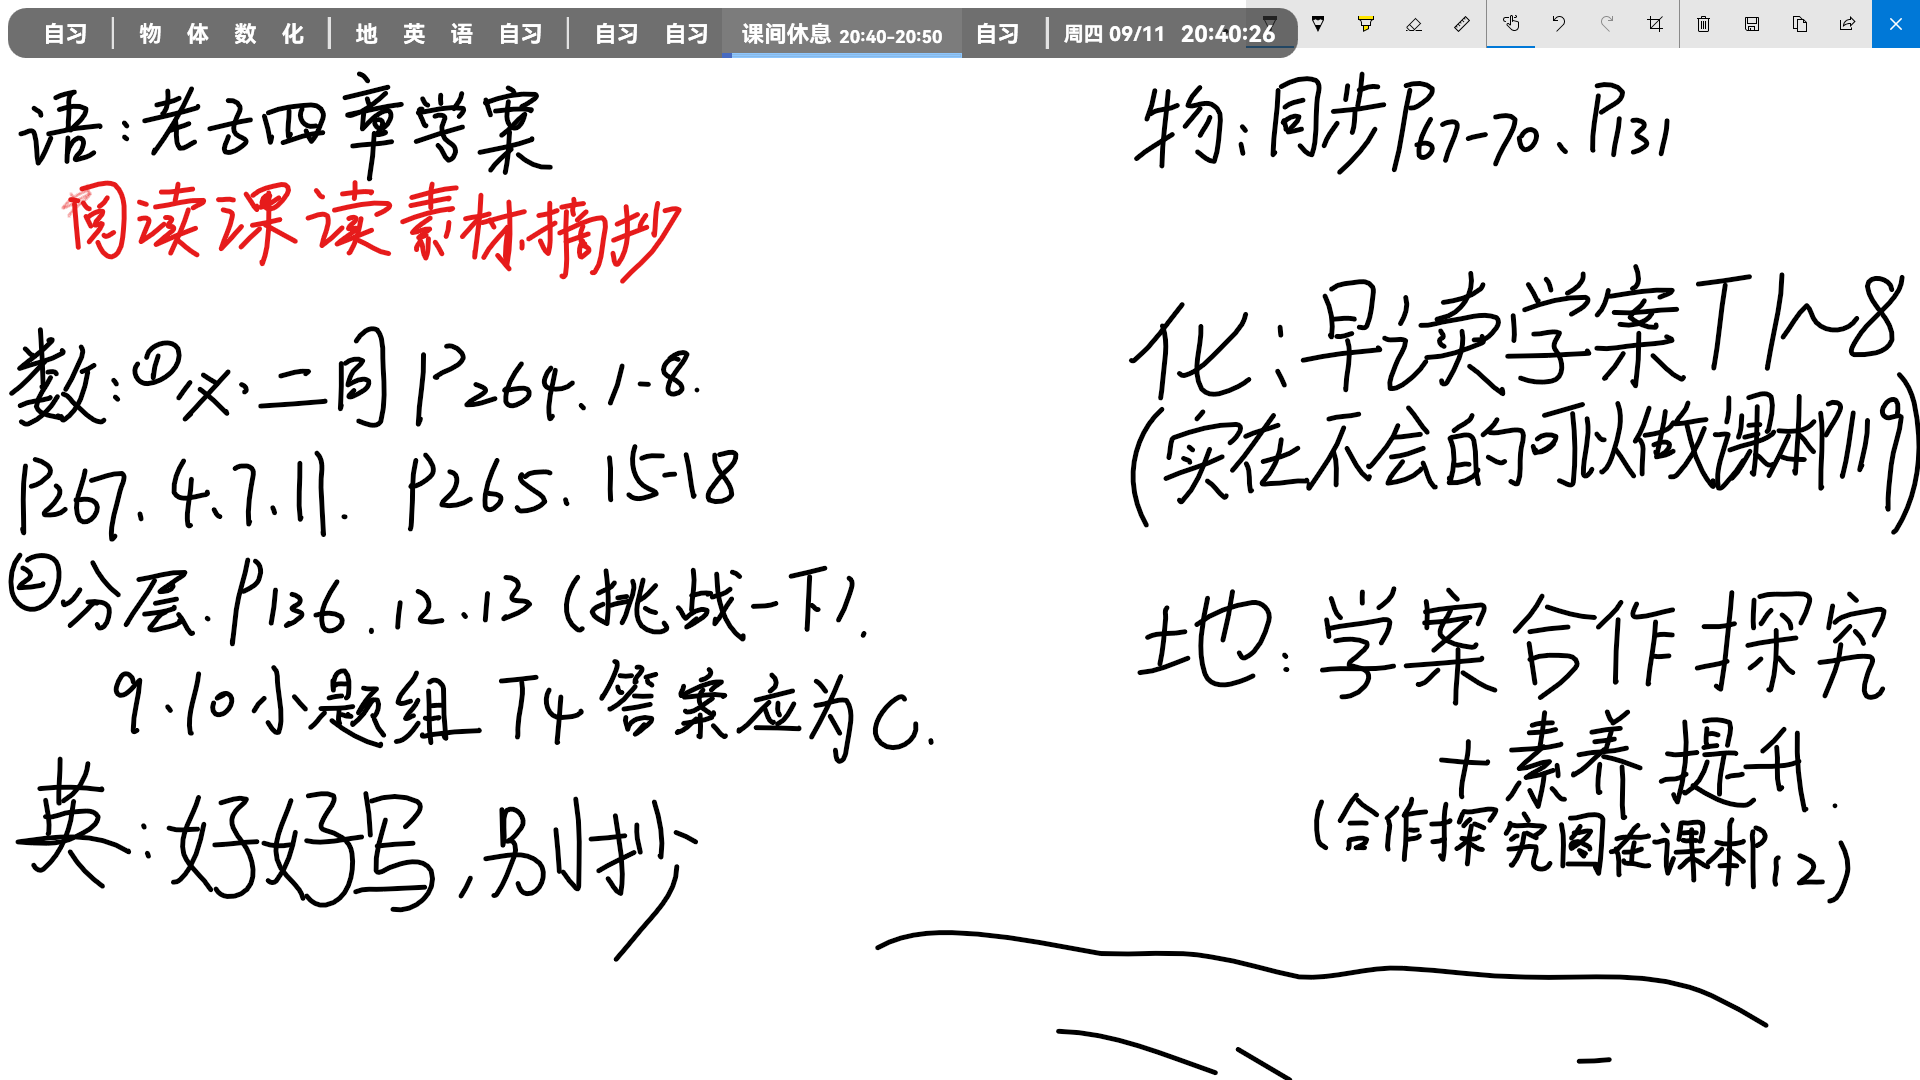 自习 | 物 体 数 化 | 地 英 语 自习 | 自习 自习 课间休息 20:40-20:50 自习 | 周四 09/11 20:40:26
语:老子四章学案
阅读课读素材摘抄
数:①必二同P264.1-8.
P267.4.7.11. P265.15-18
②分层.P136.12.13(挑战一下).
9.10小题组T4答案应为C.
英:好好写,别抄
物:同步P67-70、P131
化:早读学案T1~8
(实在不会的可以做课本P119)
地:学案合作探究
+素养提升.
(合作探究图在课本P12)